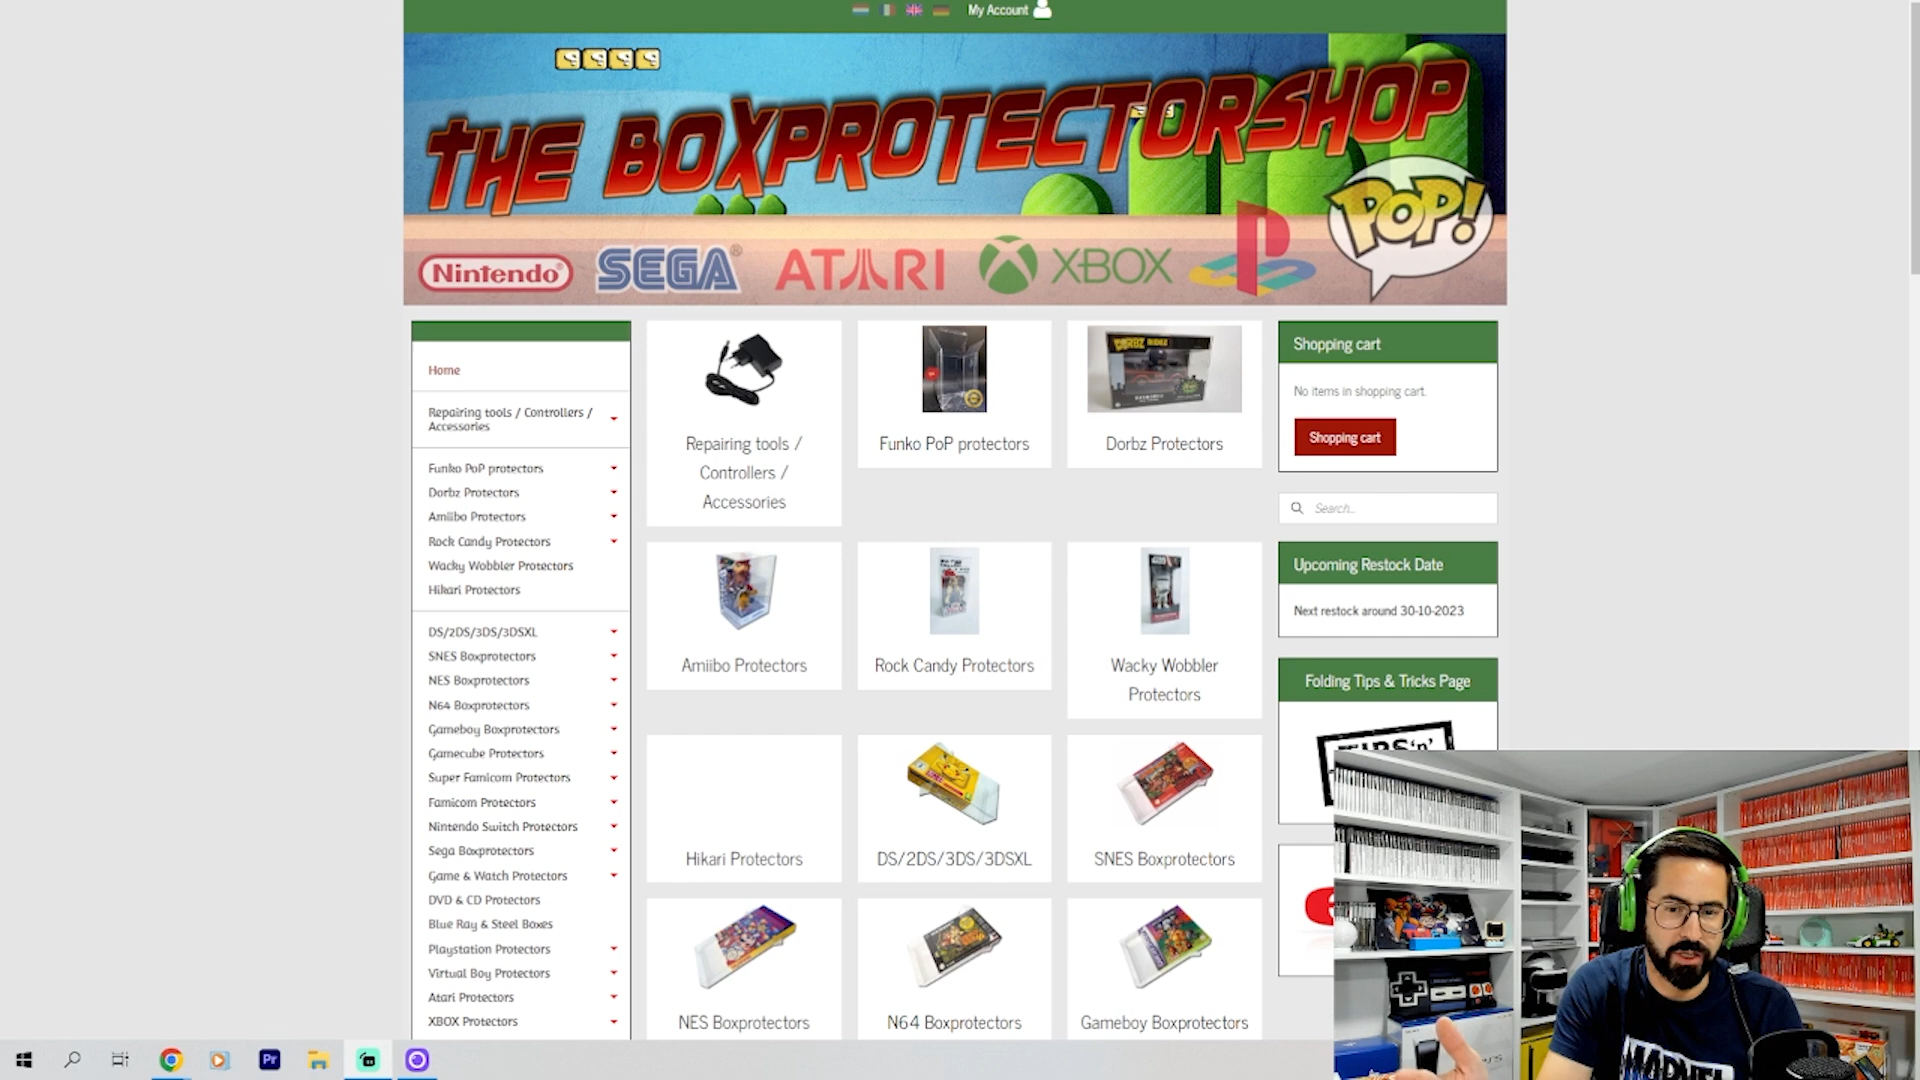 My Account
THE BOXPROTECTORSHOP
POP!
Nintendo®
SEGA®
ATARI
XBOX
Home
Repairing tools / Controllers /
Accessories
Funko PoP protectors
Dorbz Protectors
Amiibo Protectors
Rock Candy Protectors
Wacky Wobbler Protectors
Hikari Protectors
DS/2DS/3DS/3DSXL
SNES Boxprotectors
NES Boxprotectors
N64 Boxprotectors
Gameboy Boxprotectors
Gamecube Protectors
Super Famicom Protectors
Famicom Protectors
Nintendo Switch Protectors
Sega Boxprotectors
Game & Watch Protectors
DVD & CD Protectors
Blue Ray & Steel Boxes
Playstation Protectors
Virtual Boy Protectors
Atari Protectors
XBOX Protectors
Repairing tools /
Controllers /
Accessories
Funko PoP protectors
Dorbz Protectors
Amiibo Protectors
Rock Candy Protectors
Wacky Wobbler
Protectors
Hikari Protectors
DS/2DS/3DS/3DSXL
SNES Boxprotectors
NES Boxprotectors
N64 Boxprotectors
Gameboy Boxprotectors
Shopping cart
No items in shopping cart.
Shopping cart
Search...
Upcoming Restock Date
Next restock around 30-10-2023
Folding Tips & Tricks Page
TIPS 'n'
Pr
MARVEL